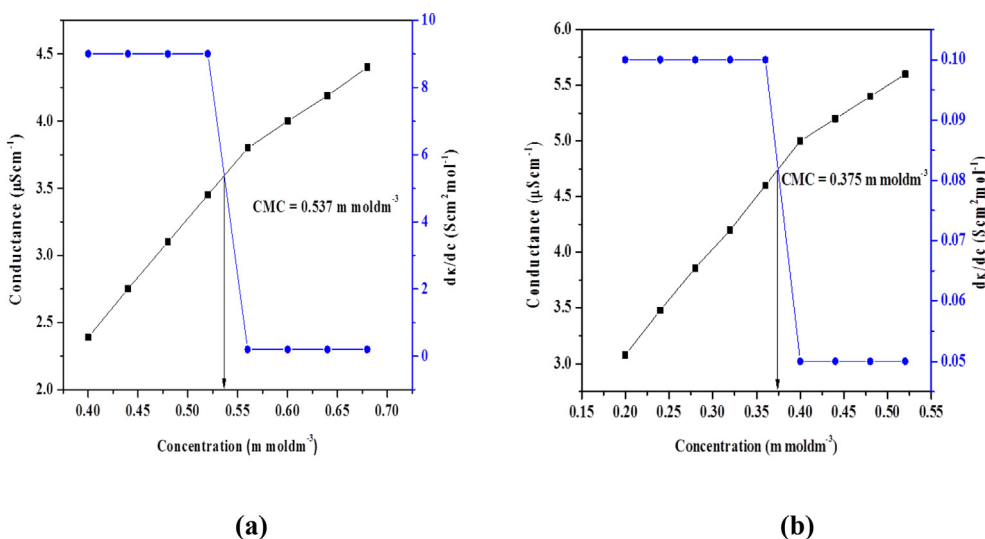 4.5
4.0
3.5
3.0
2.5
2.0
Conductance (μScm⁻¹)
0.40 0.45 0.50 0.55 0.60 0.65 0.70
Concentration (m moldm⁻³)
10
8
6
4
2
0
dκ/dc (Scm²mol⁻¹)
CMC = 0.537 m moldm⁻³
(a)
6.0
5.5
5.0
4.5
4.0
3.5
3.0
Conductance (μScm⁻¹)
0.15 0.20 0.25 0.30 0.35 0.40 0.45 0.50 0.55
Concentration (m moldm⁻³)
0.10
0.09
0.08
0.07
0.06
0.05
dκ/dc (Scm²mol⁻¹)
CMC = 0.375 m moldm⁻³
(b)